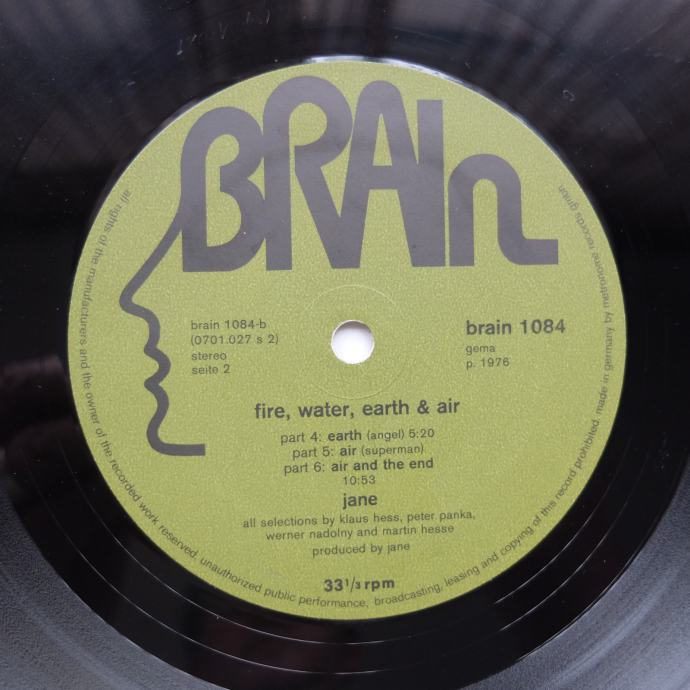 BRAIN
brain 1084-b
(0701.027 s 2)
stereo
seite 2
brain 1084
gema
p. 1976
fire, water, earth & air
part 4: earth (angel) 5:20
part 5: air (superman)
part 6: air and the end
10:53
jane
all selections by klaus hess, peter panka,
werner nadolny and martin hesse
produced by jane
33 1/3 rpm
all rights of the manufacturers and the owner of the recorded work reserved. unauthorized public performance, broadcasting, leasing and copying of this record prohibited. made in germany by metronome records gmbh